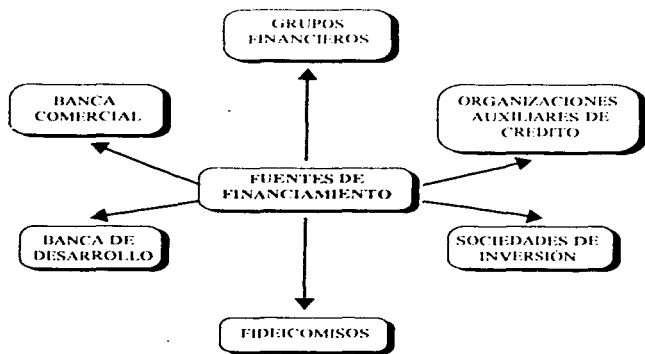 GRUPOS
FINANCIEROS
BANCA
COMERCIAL
ORGANIZACIONES
AUXILIARES DE
CREDITO
FUENTES DE
FINANCIAMIENTO
BANCA DE
DESARROLLO
SOCIEDADES DE
INVERSIÓN
FIDEICOMISOS